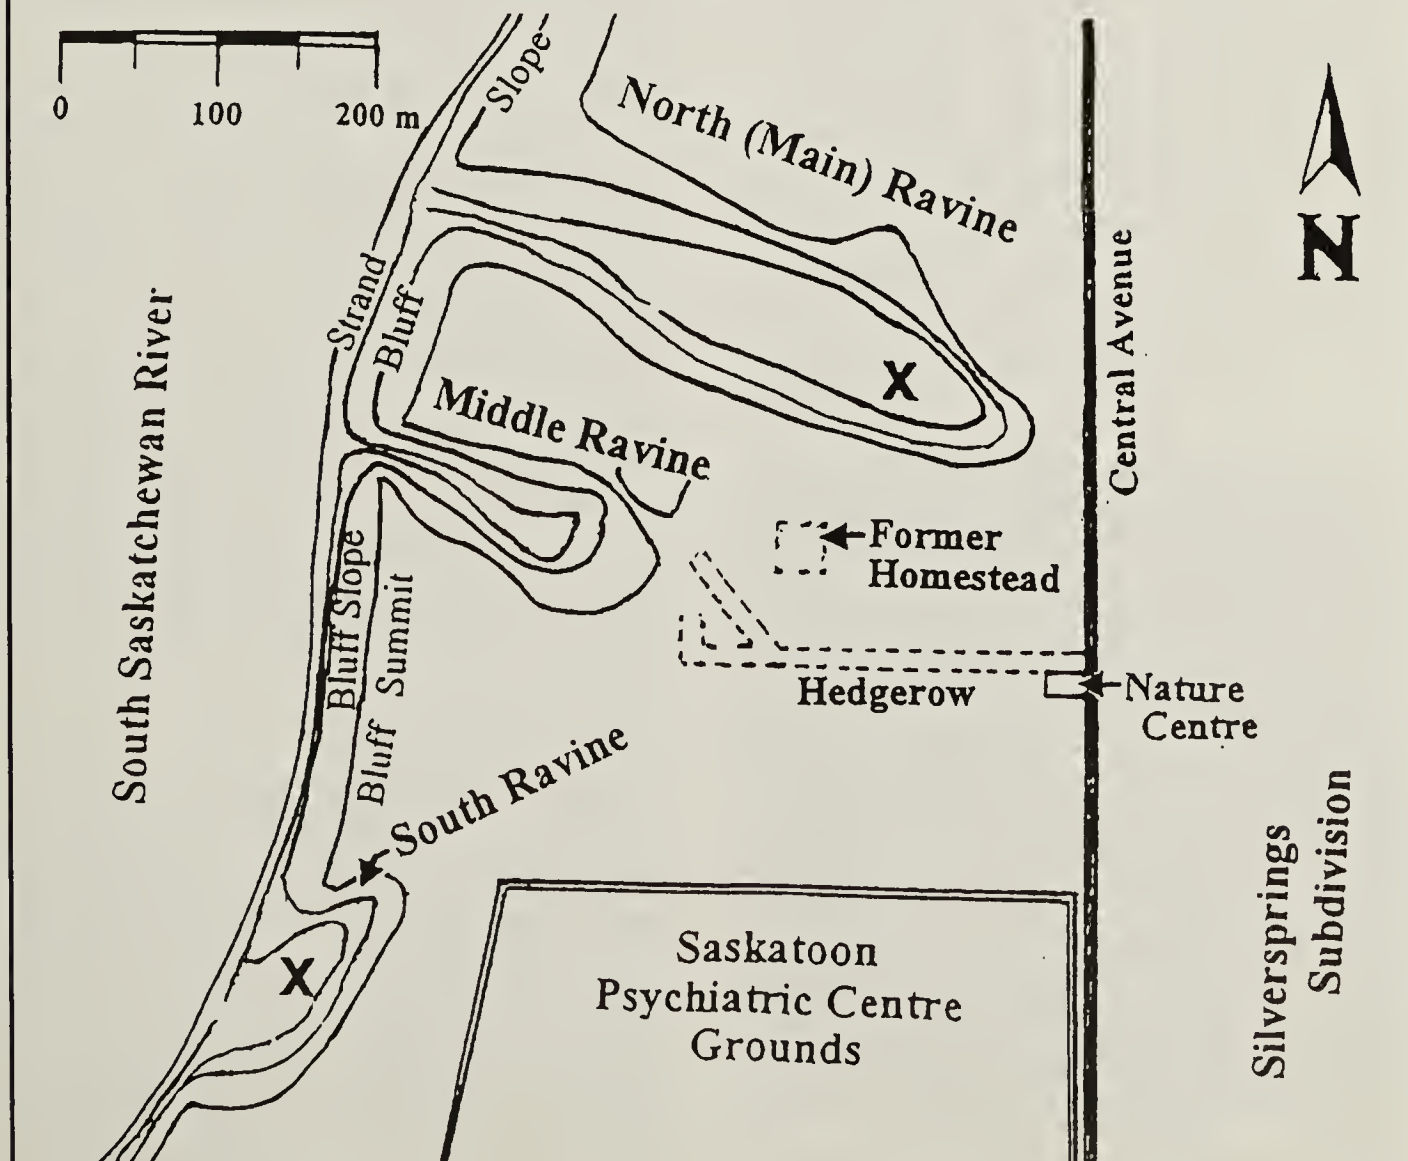 0 100 200 m
Slope
North (Main) Ravine
N
Strand
Bluff
Central Avenue
South Saskatchewan River
Middle Ravine
X
Former
Homestead
Bluff Slope
Bluff Summit
Hedgerow
Nature
Centre
South Ravine
Silversprings
Subdivision
X
Saskatoon
Psychiatric Centre
Grounds